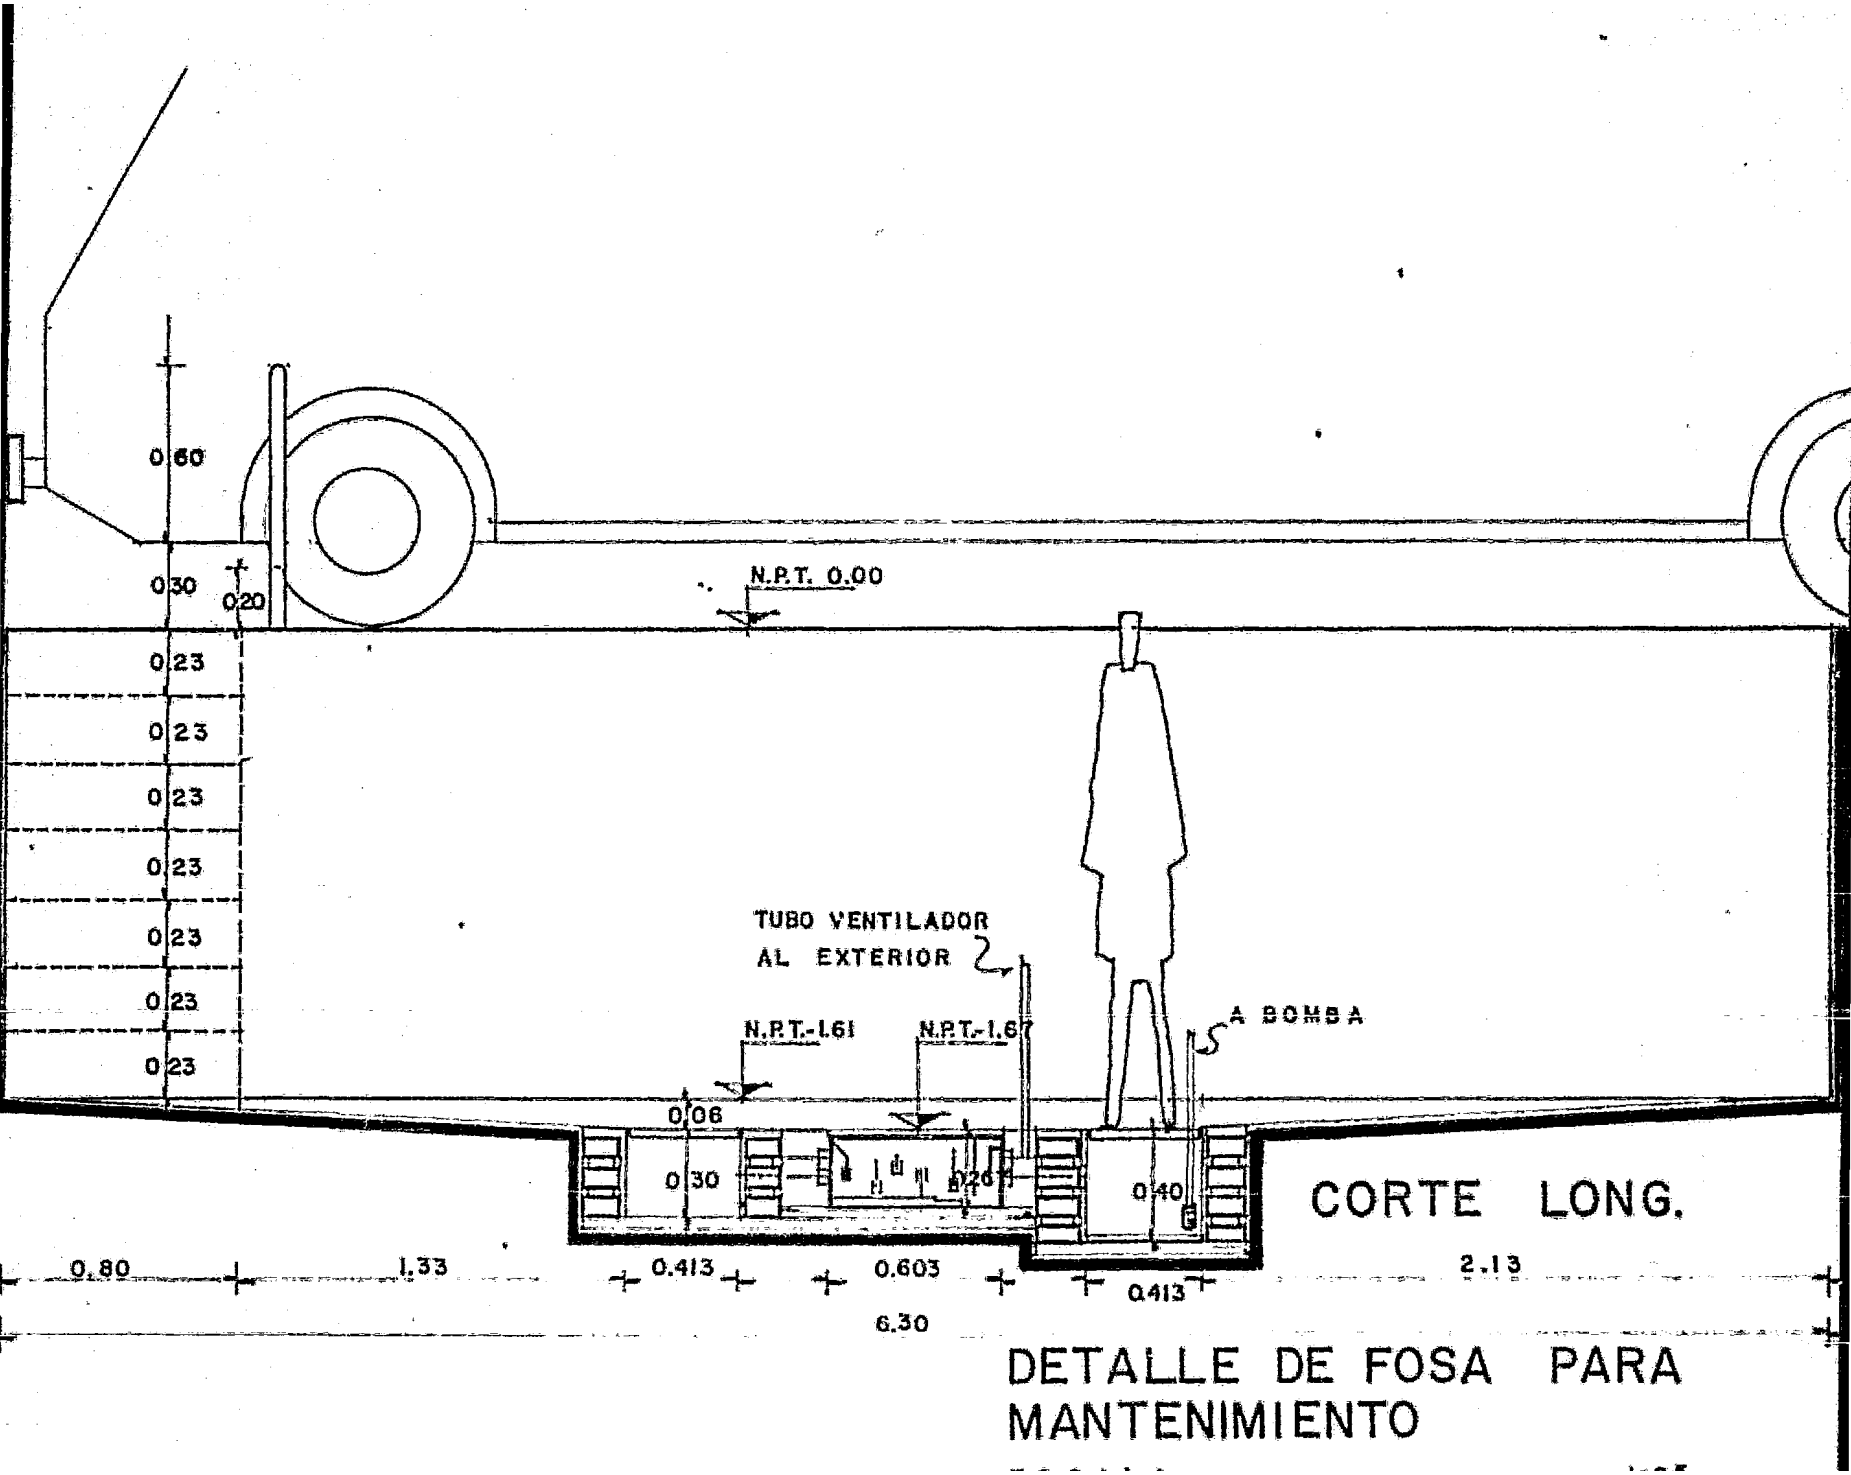 0.60
0.30
0.20
N.P.T. 0.00
0.23
0.23
0.23
0.23
0.23
0.23
0.23
TUBO VENTILADOR
AL EXTERIOR
A BOMBA
N.P.T.-1.61
N.P.T.-1.67
0.06
0.30
0.40
CORTE LONG.
0.80
1.33
0.413
0.603
0.413
2.13
6.30
DETALLE DE FOSA PARA
MANTENIMIENTO